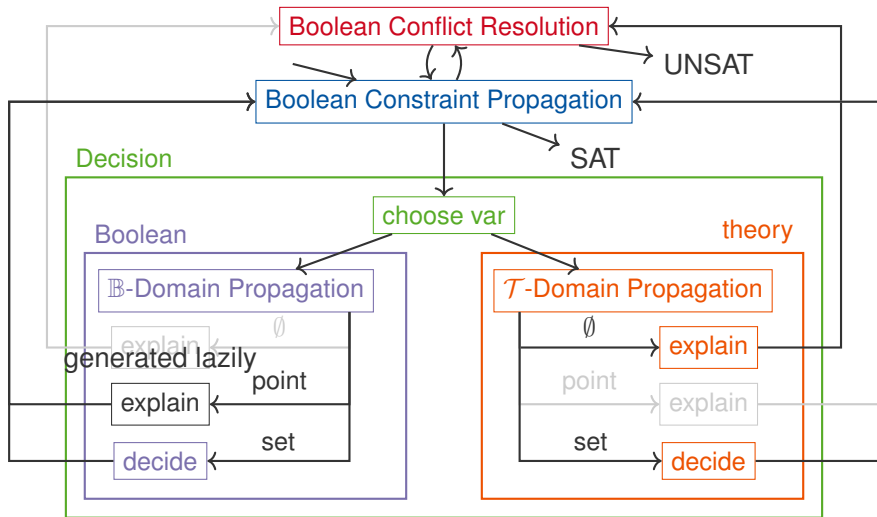 Boolean Conflict Resolution
UNSAT
Boolean Constraint Propagation
SAT
Decision
choose var
Boolean
theory
𝔹-Domain Propagation
𝒯-Domain Propagation
explain
∅
∅
explain
generated lazily
explain
point
point
explain
decide
set
set
decide